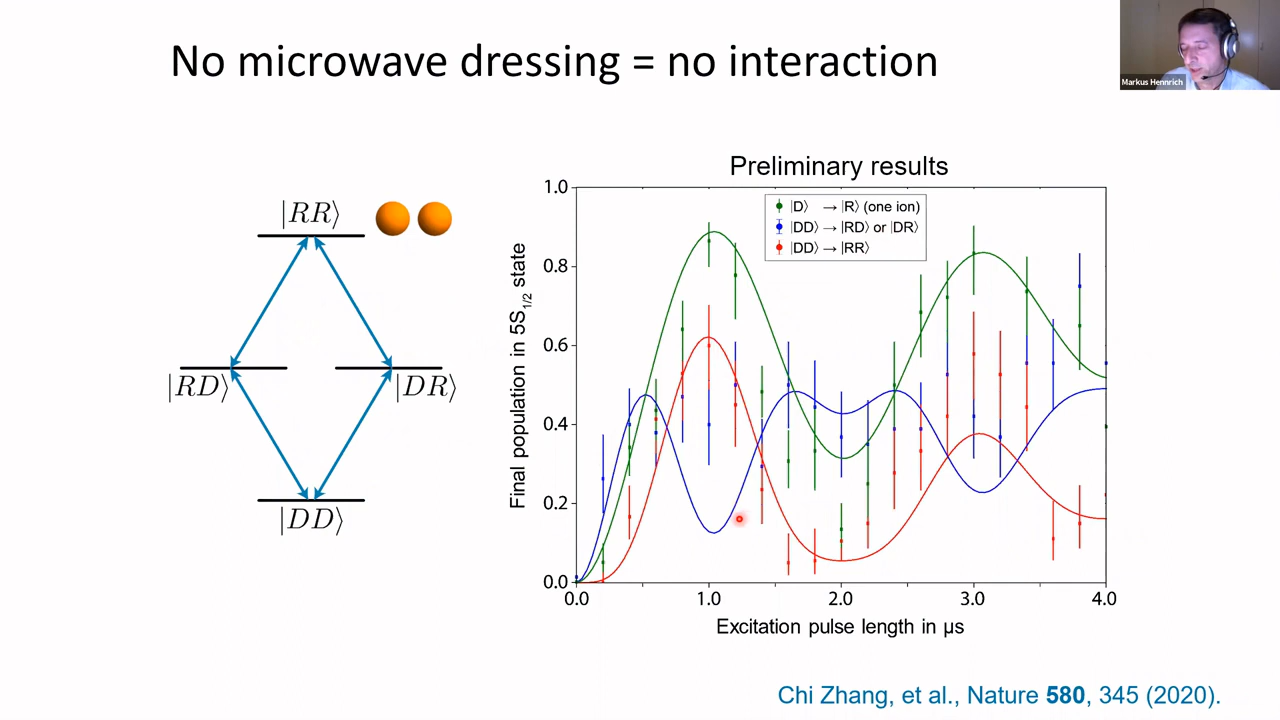 No microwave dressing = no interaction
Markus Hennrich
|RR⟩
|RD⟩
|DR⟩
|DD⟩
Preliminary results
|D⟩ → |R⟩ (one ion)
|DD⟩ → |RD⟩ or |DR⟩
|DD⟩ → |RR⟩
Final population in 5S1/2 state
1.0
0.8
0.6
0.4
0.2
0.0
0.0 1.0 2.0 3.0 4.0
Excitation pulse length in µs
Chi Zhang, et al., Nature 580, 345 (2020).